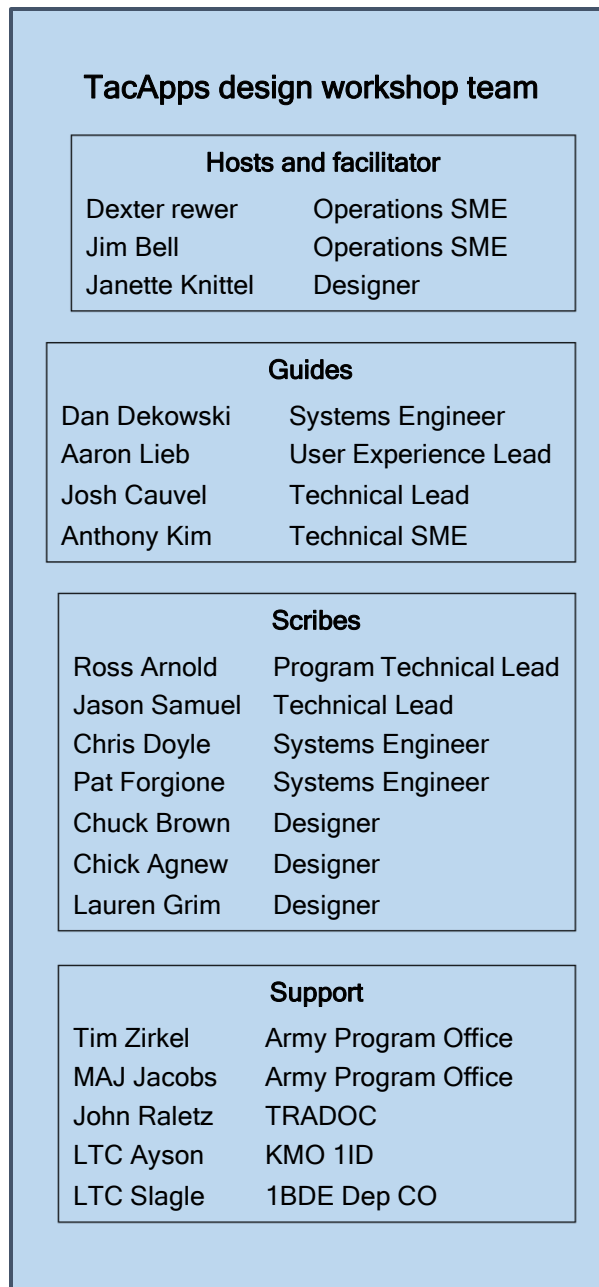 TacApps design workshop team
Hosts and facilitator
Dexter rewer Operations SME
Jim Bell Operations SME
Janette Knittel Designer
Guides
Dan Dekowski Systems Engineer
Aaron Lieb User Experience Lead
Josh Cauvel Technical Lead
Anthony Kim Technical SME
Scribes
Ross Arnold Program Technical Lead
Jason Samuel Technical Lead
Chris Doyle Systems Engineer
Pat Forgione Systems Engineer
Chuck Brown Designer
Chick Agnew Designer
Lauren Grim Designer
Support
Tim Zirkel Army Program Office
MAJ Jacobs Army Program Office
John Raletz TRADOC
LTC Ayson KMO 1ID
LTC Slagle 1BDE Dep CO